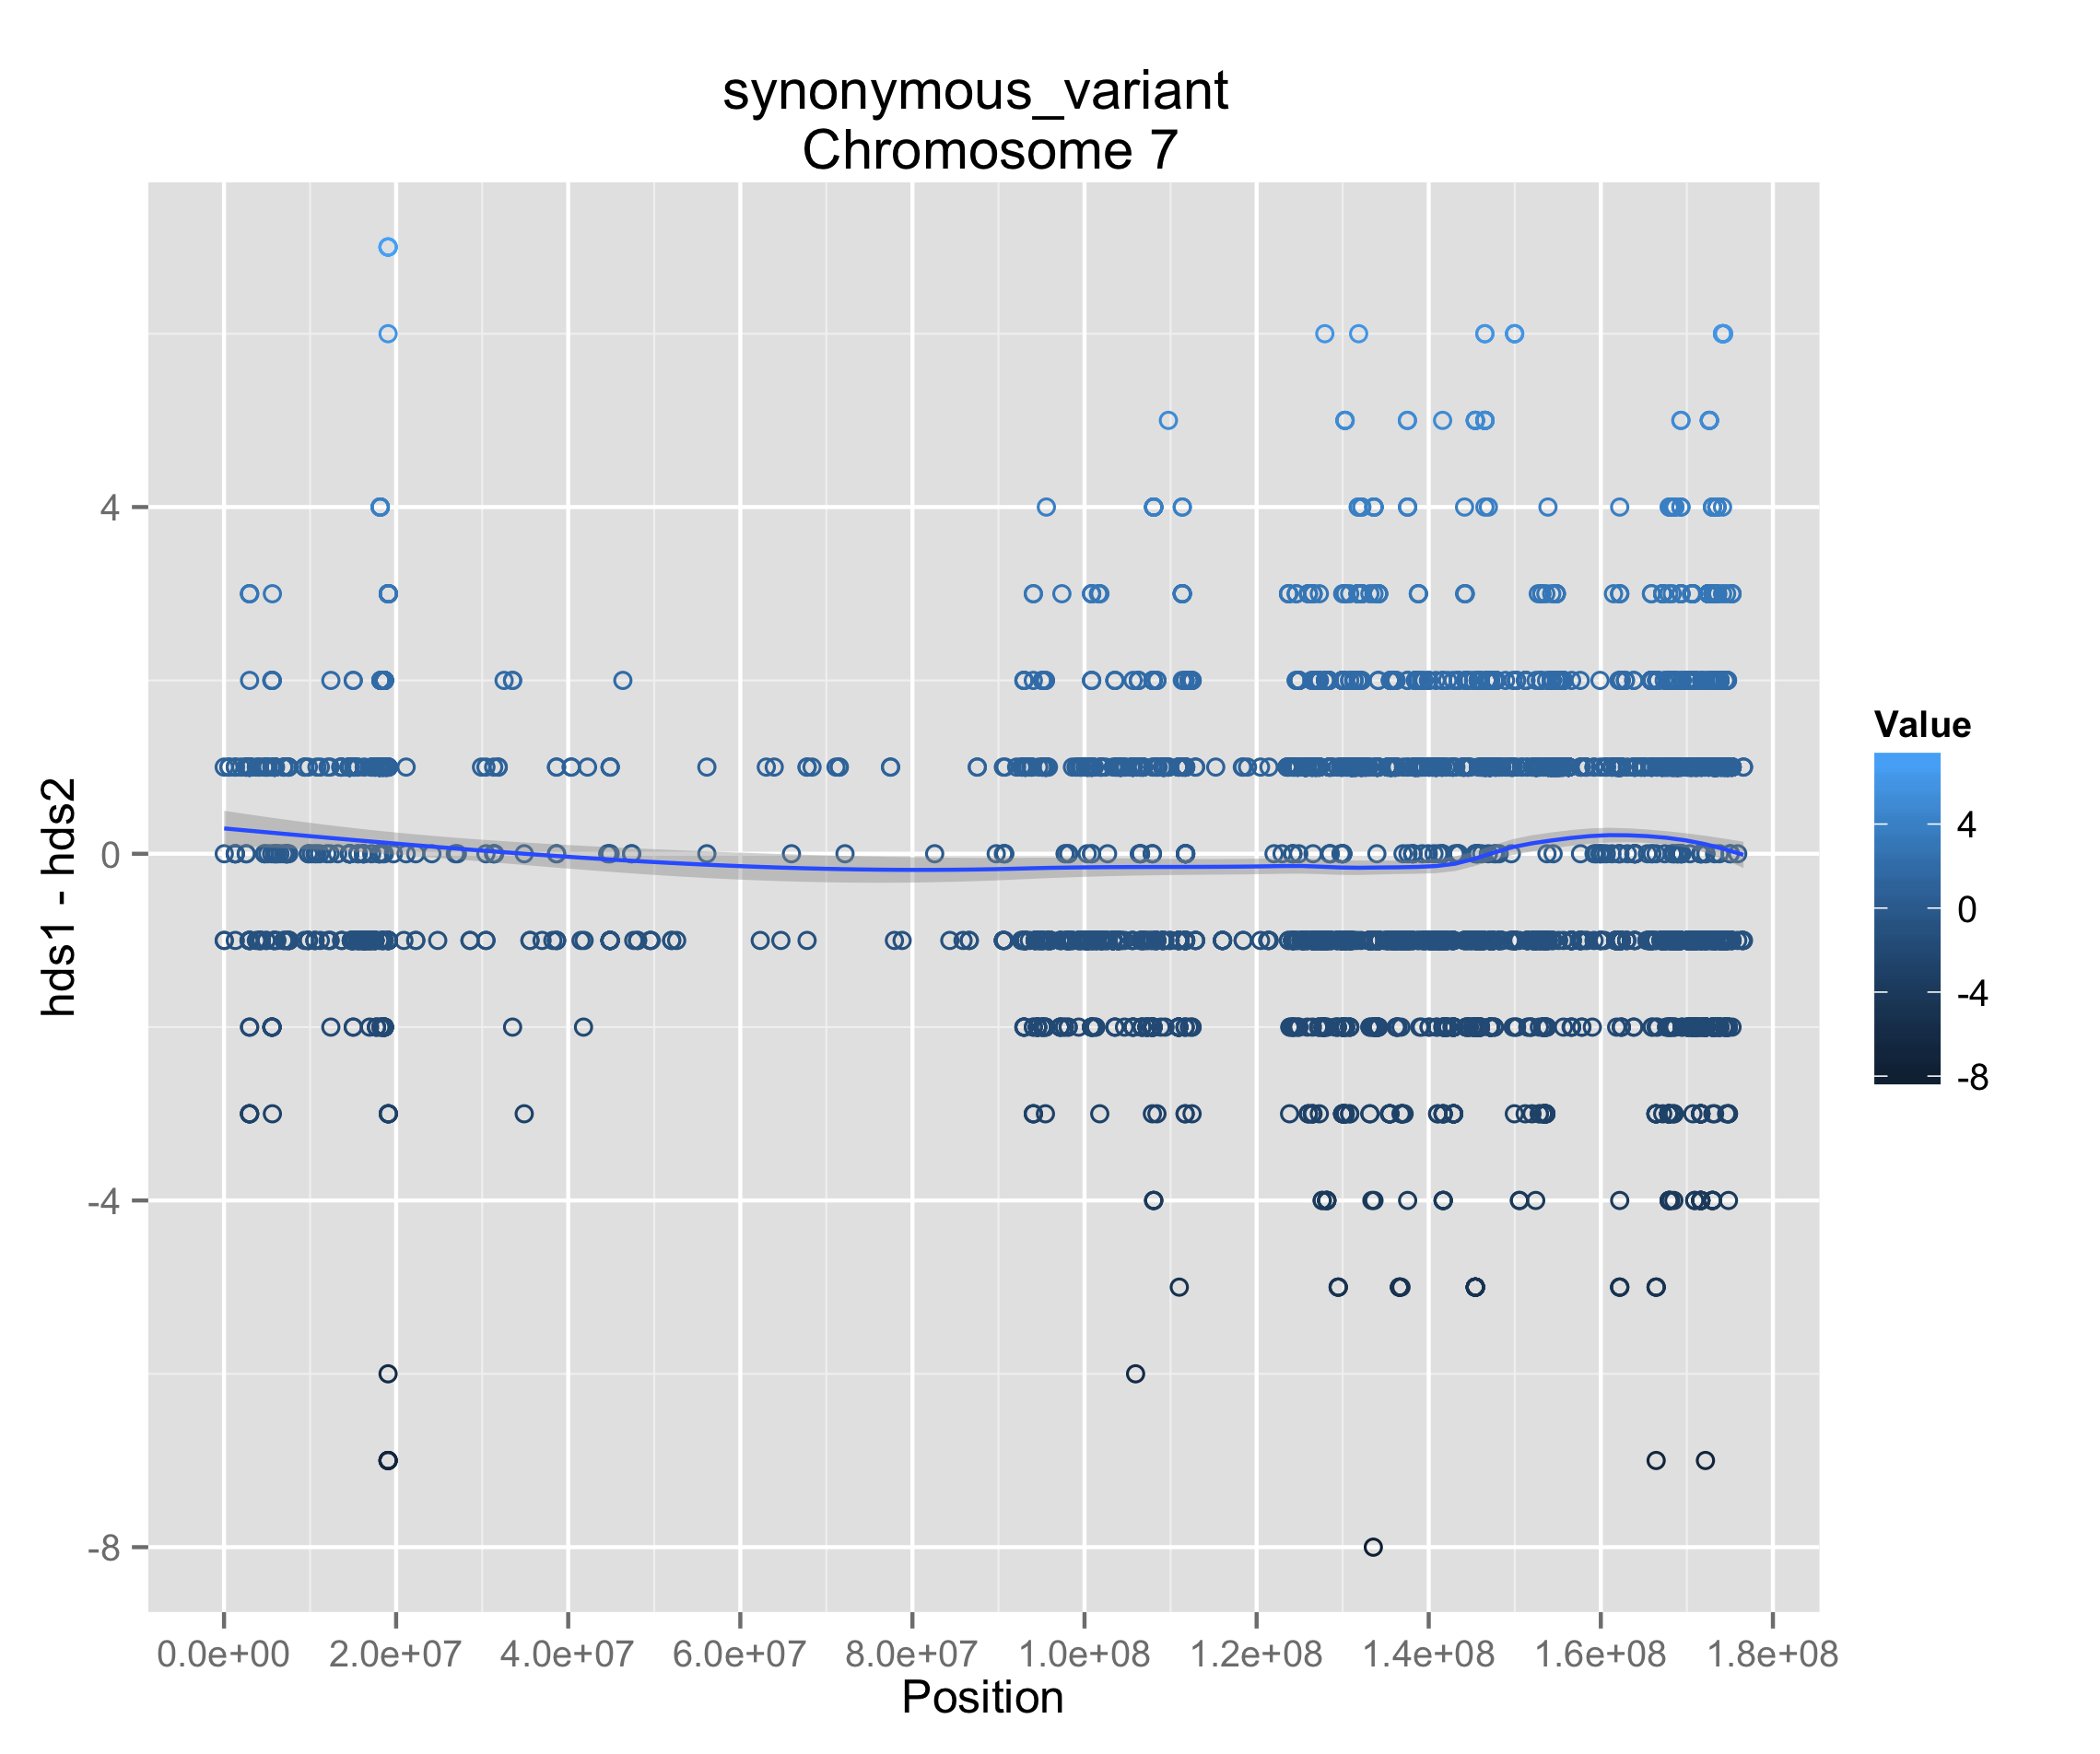 synonymous_variant
Chromosome 7
hds1 - hds2
4
0
-4
-8
0.0e+00 2.0e+07 4.0e+07 6.0e+07 8.0e+07 1.0e+08 1.2e+08 1.4e+08 1.6e+08 1.8e+08
Position
Value
4
0
-4
-8